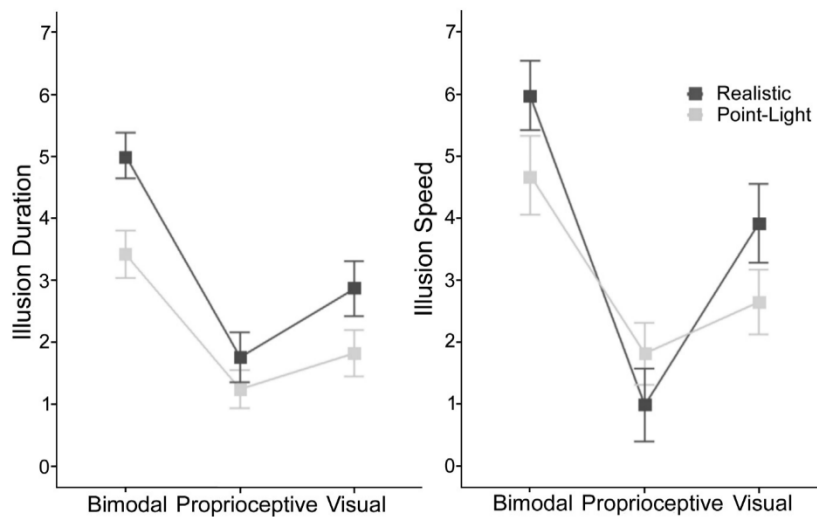 7
6
5
4
3
2
1
0
Illusion Duration
Bimodal Proprioceptive Visual
7
6
5
4
3
2
1
0
Illusion Speed
Realistic
Point-Light
Bimodal Proprioceptive Visual